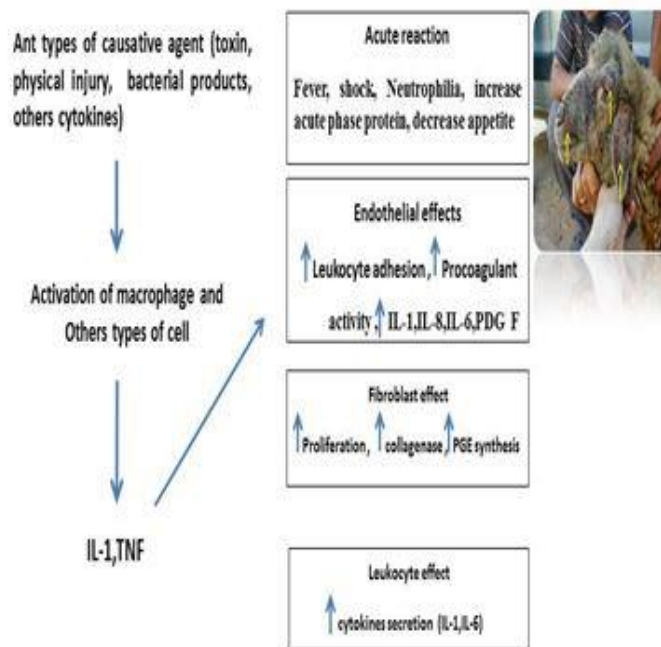 Ant types of causative agent (toxin,
physical injury, bacterial products,
others cytokines)
Activation of macrophage and
Others types of cell
IL-1,TNF
Acute reaction
Fever, shock, Neutrophilia, increase
acute phase protein, decrease appetite
Endothelial effects
Leukocyte adhesion, Procoagulant
activity, IL-1,IL-8,IL-6,PDG F
Fibroblast effect
Proliferation, collagenase, PGE synthesis
Leukocyte effect
cytokines secretion (IL-1,IL-6)